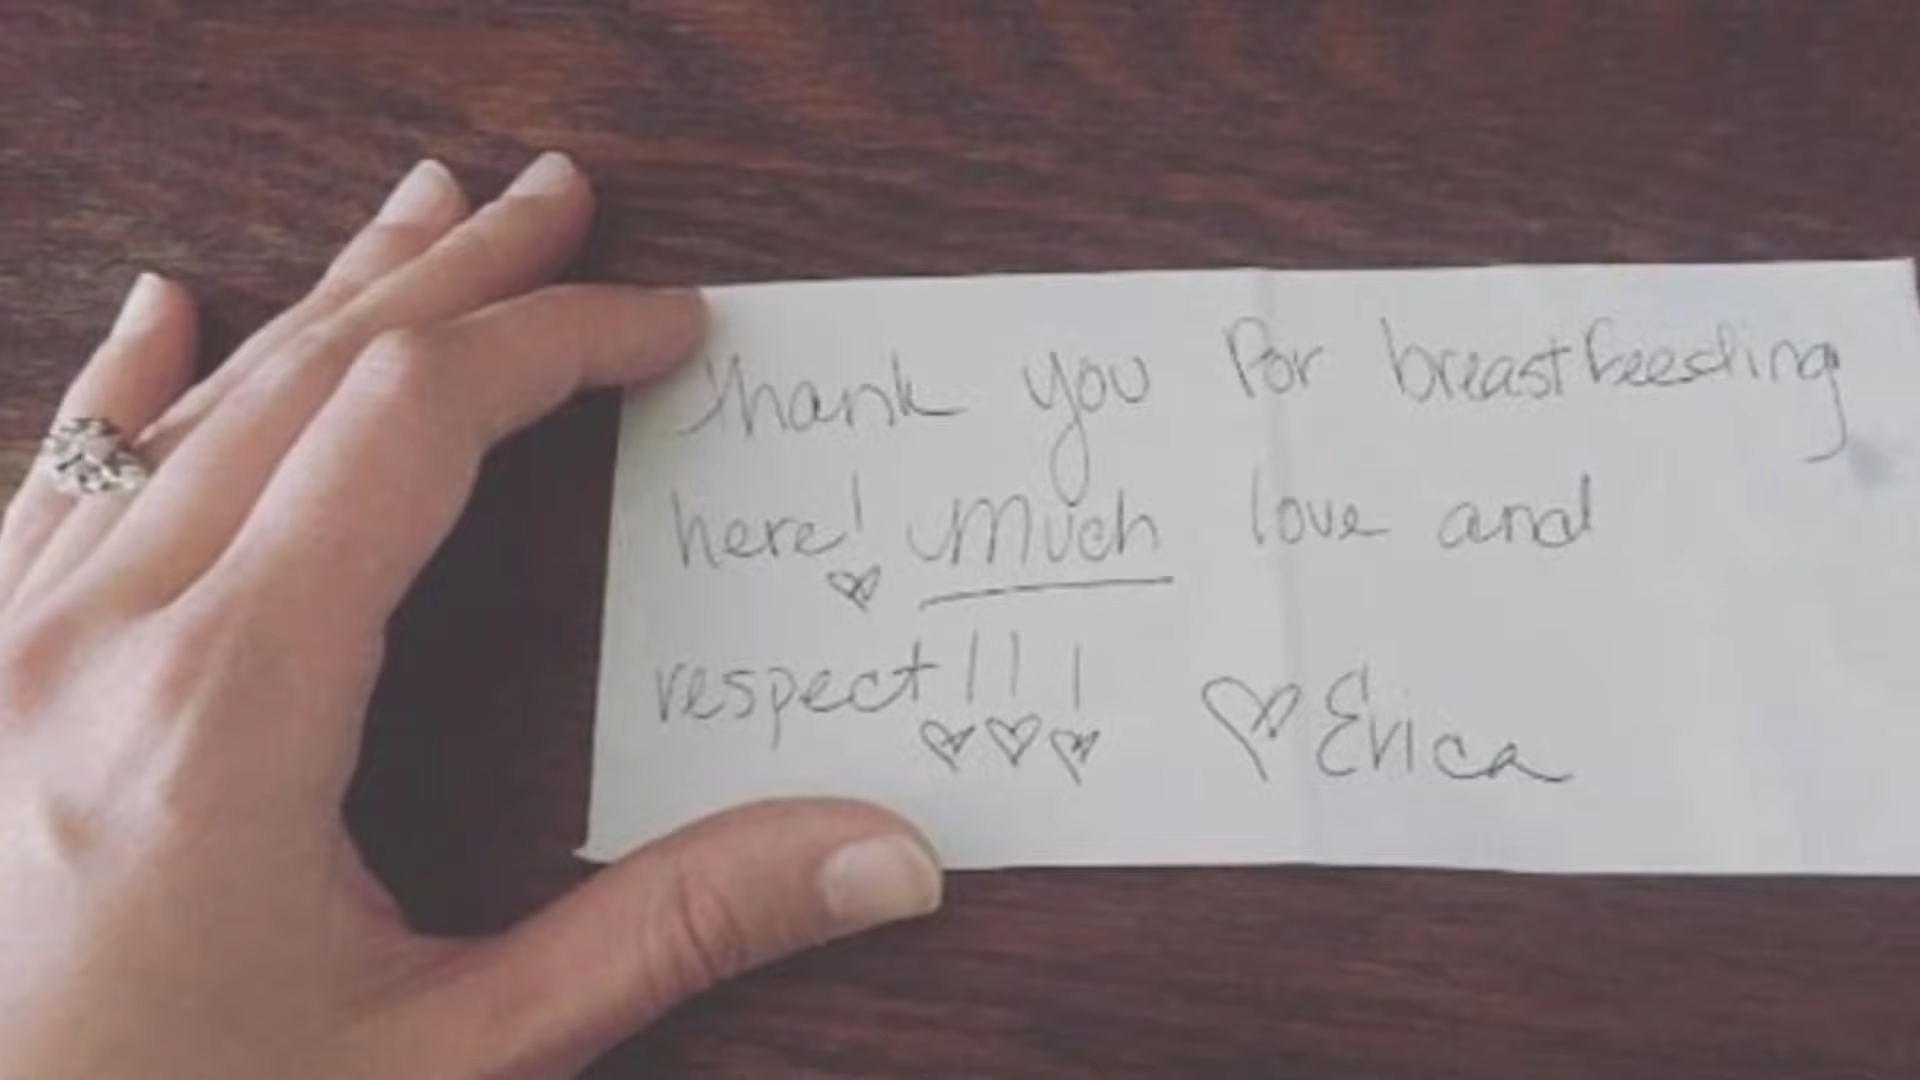 Thank you for breastfeeding
here! Much love and
respect!!! ♡ Erica